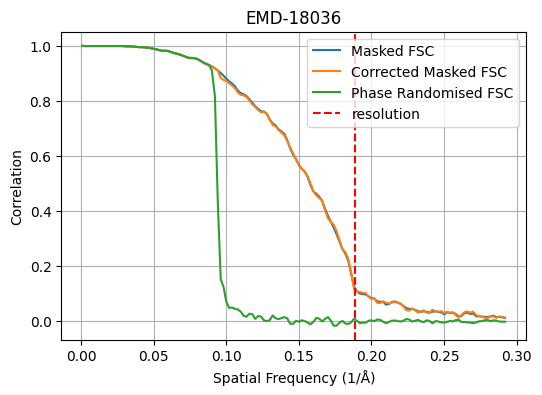 EMD-18036
Masked FSC
Corrected Masked FSC
Phase Randomised FSC
resolution
Correlation
1.0
0.8
0.6
0.4
0.2
0.0
0.00 0.05 0.10 0.15 0.20 0.25 0.30
Spatial Frequency (1/Å)